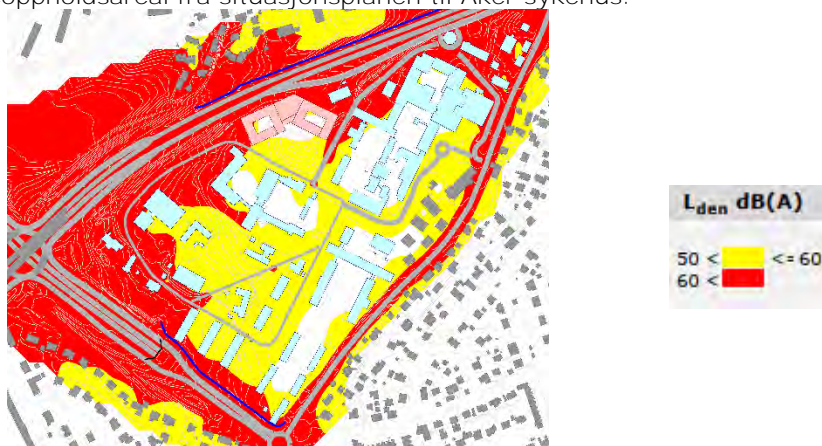 oppholdsareal fra situasjonsplanen til Aker sykehus.
Lden dB(A)
50 < <= 60
60 <